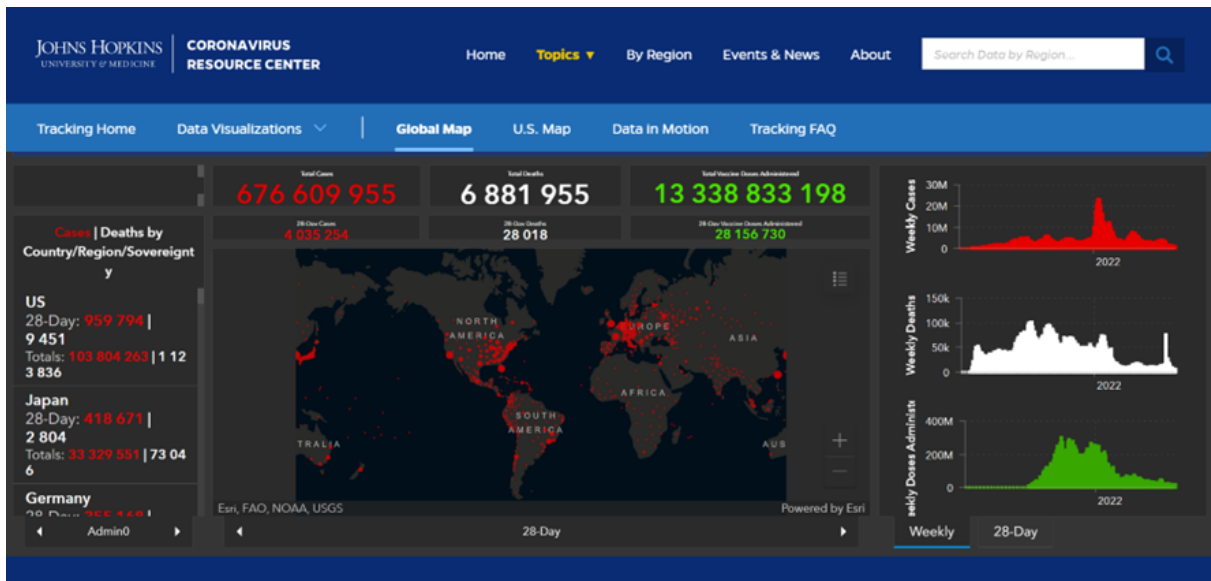 JOHNS HOPKINS
UNIVERSITY & MEDICINE
CORONAVIRUS
RESOURCE CENTER
Home
Topics ▼
By Region
Events & News
About
Search Data by Region...
Tracking Home
Data Visualizations
Global Map
U.S. Map
Data in Motion
Tracking FAQ
Cases | Deaths by
Country/Region/Sovereignt
y
US
28-Day: 959 794 |
9 451
Totals: 103 804 263 | 1 12
3 836
Japan
28-Day: 418 671 |
2 804
Totals: 33 329 551 | 73 04
6
Germany
28-Day: 355 168 |
Admin0
Total Cases
676 609 955
Total Deaths
6 881 955
Total Vaccine Doses Administered
13 338 833 198
28-Day Cases
4 035 254
28-Day Deaths
28 018
28-Day Vaccine Doses Administered
28 156 730
NORTH
AMERICA
EUROPE
ASIA
AFRICA
SOUTH
AMERICA
TRALIA
AUS
Esri, FAO, NOAA, USGS
Powered by Esri
28-Day
Weekly Cases
30M
20M
10M
0
2022
Weekly Deaths
150k
100k
50k
0
2022
eekly Doses Administe
400M
200M
0
2022
Weekly
28-Day